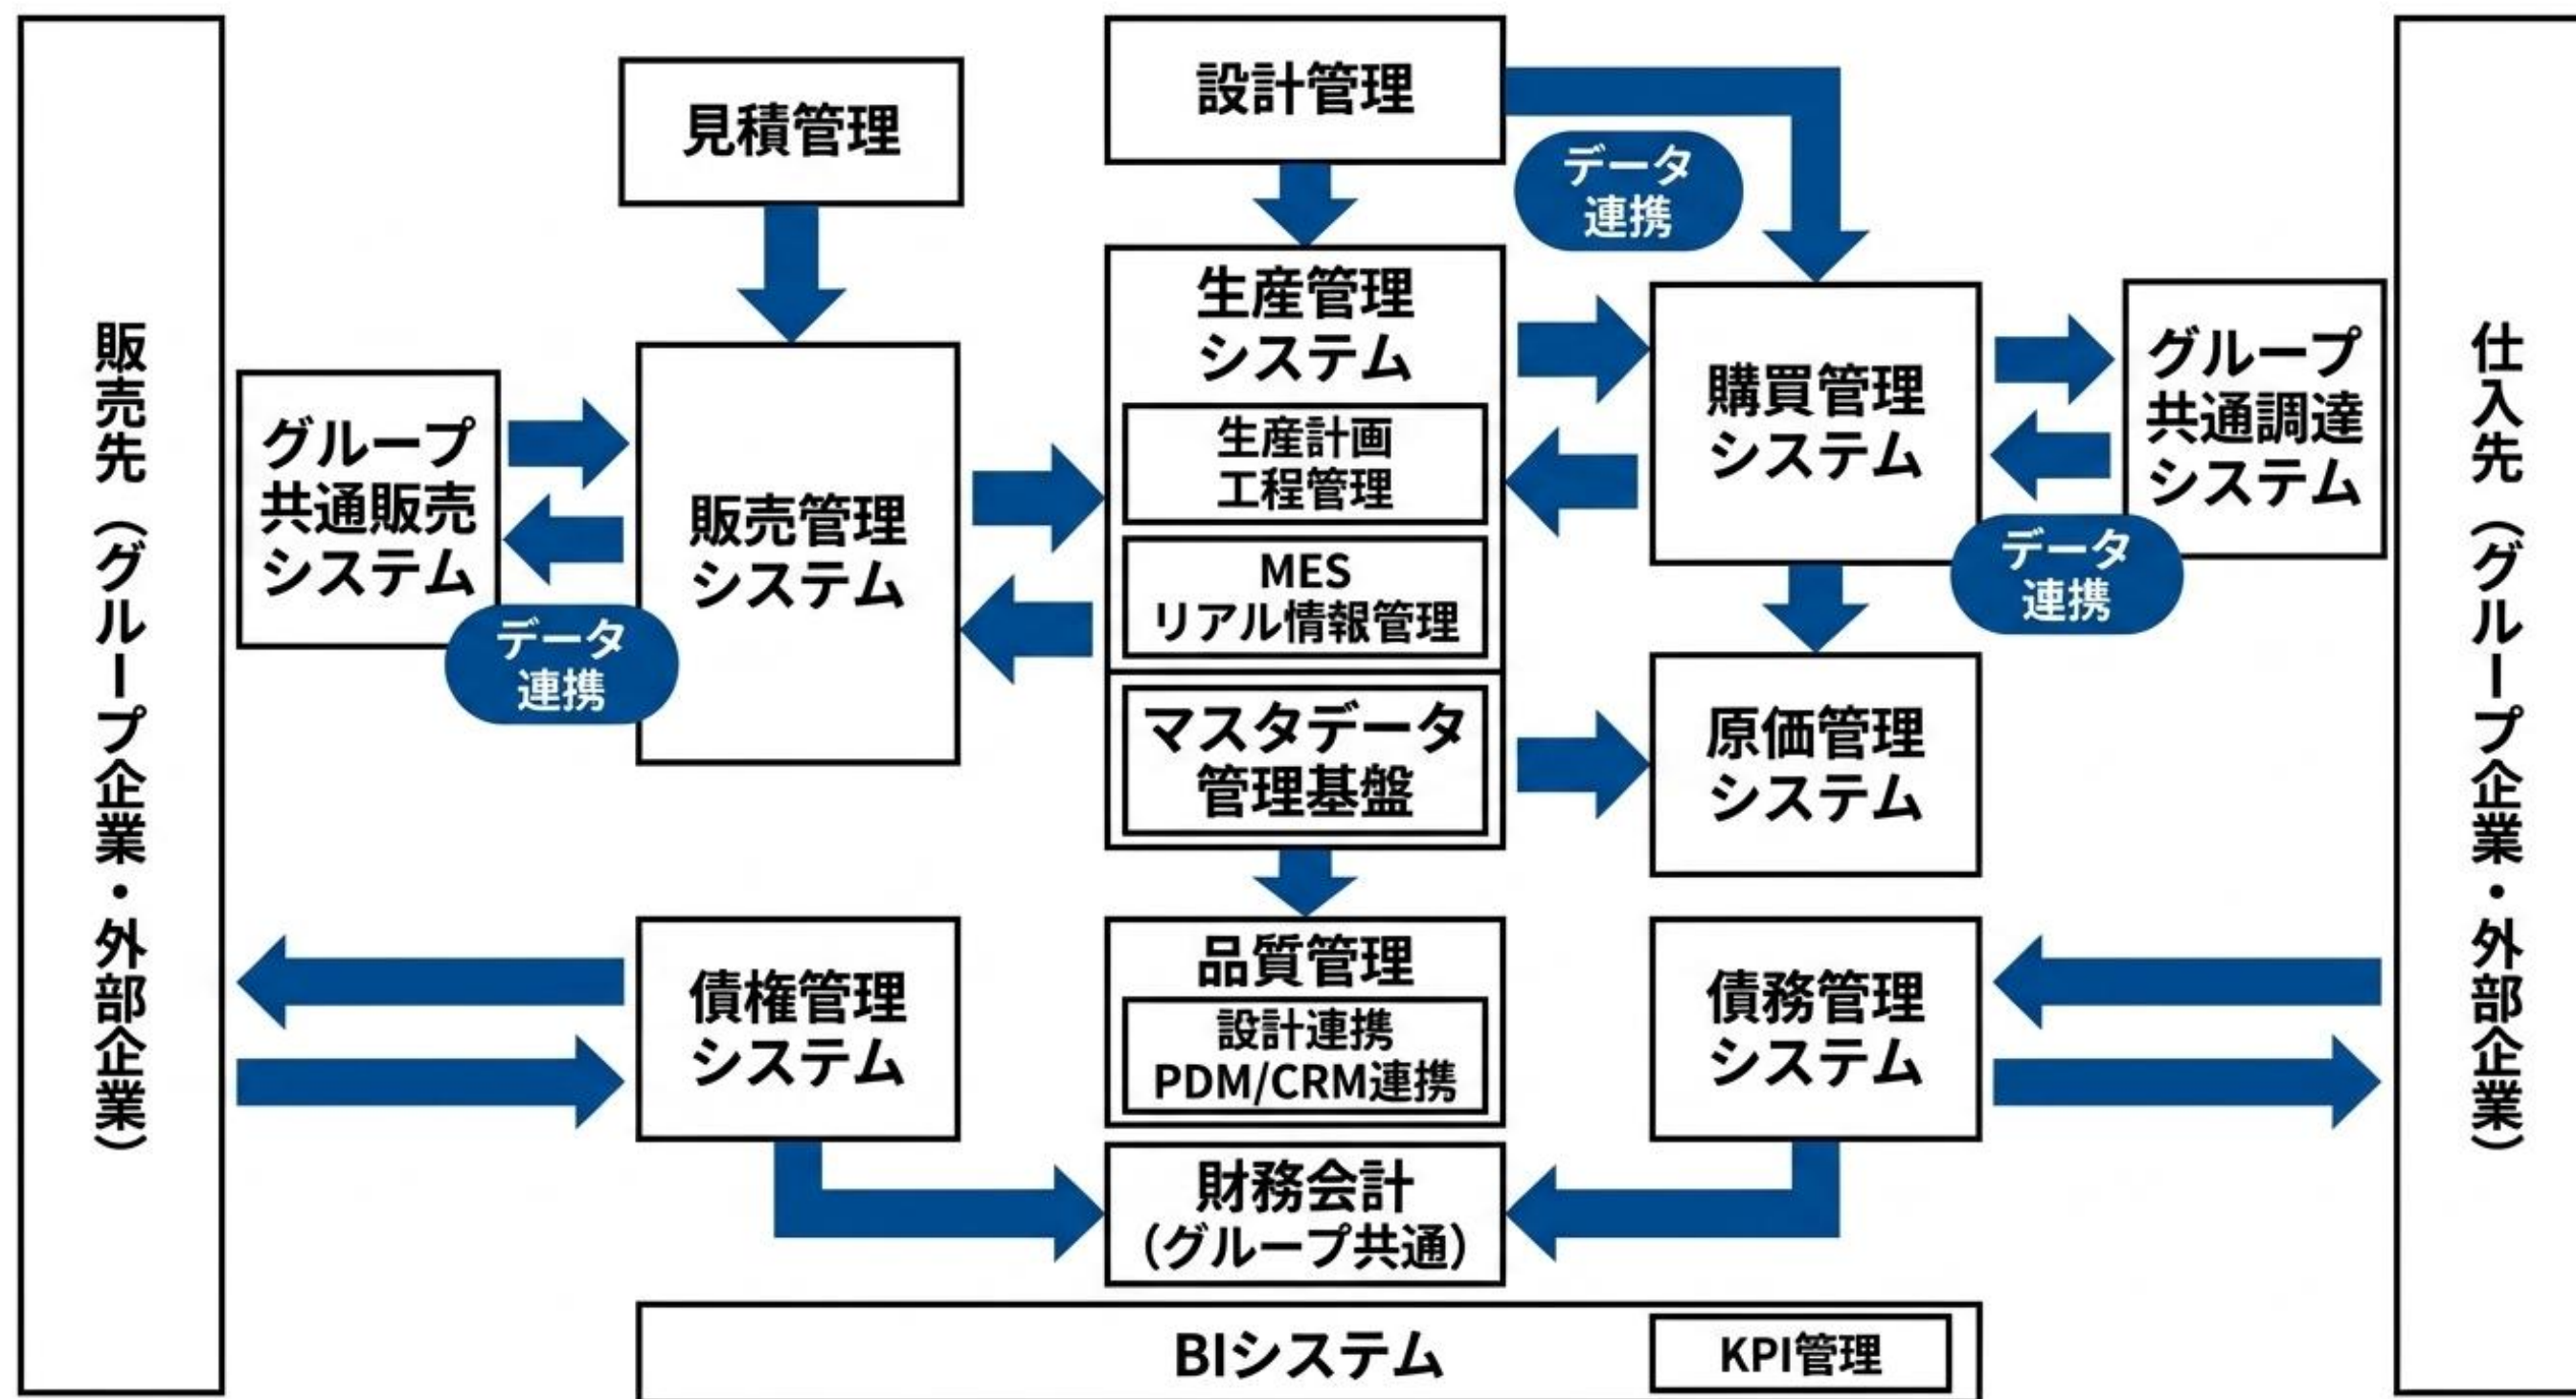 販売先（グループ企業・外部企業）
見積管理
設計管理
データ
連携
生産管理
システム
生産計画
工程管理
MES
リアル情報管理
マスタデータ
管理基盤
グループ
共通販売
システム
データ
連携
販売管理
システム
購買管理
システム
グループ
共通調達
システム
データ
連携
原価管理
システム
債権管理
システム
品質管理
設計連携
PDM/CRM連携
債務管理
システム
財務会計
（グループ共通）
BIシステム
KPI管理
仕入先（グループ企業・外部企業）